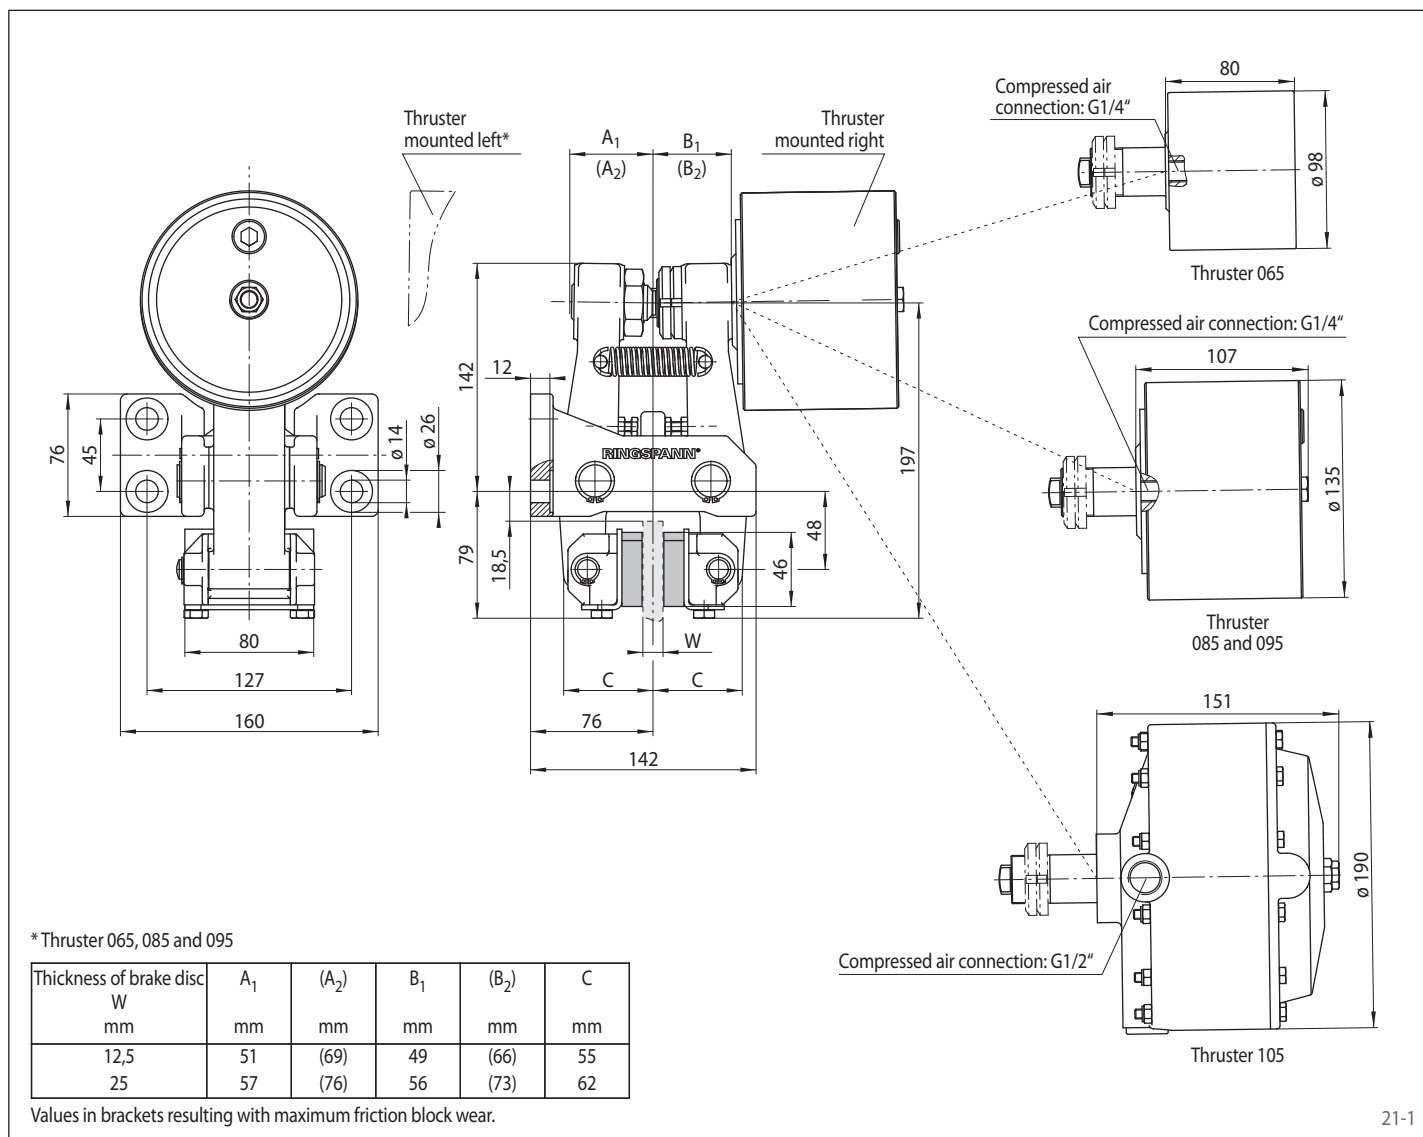 Thruster
mounted left*
A1
(A2)
B1
(B2)
Thruster
mounted right
Compressed air
connection: G1/4“
80
ø 98
Thruster 065
Compressed air connection: G1/4“
107
ø 135
Thruster
085 and 095
151
ø 190
Compressed air connection: G1/2“
Thruster 105
76
45
ø 14
ø 26
80
127
160
142
12
79
18,5
RINGSPANN®
197
48
46
W
C
C
76
142
* Thruster 065, 085 and 095
Thickness of brake disc A1 (A2) B1 (B2) C
W
mm mm mm mm mm mm
12,5 51 (69) 49 (66) 55
25 57 (76) 56 (73) 62
Values in brackets resulting with maximum friction block wear.
21-1